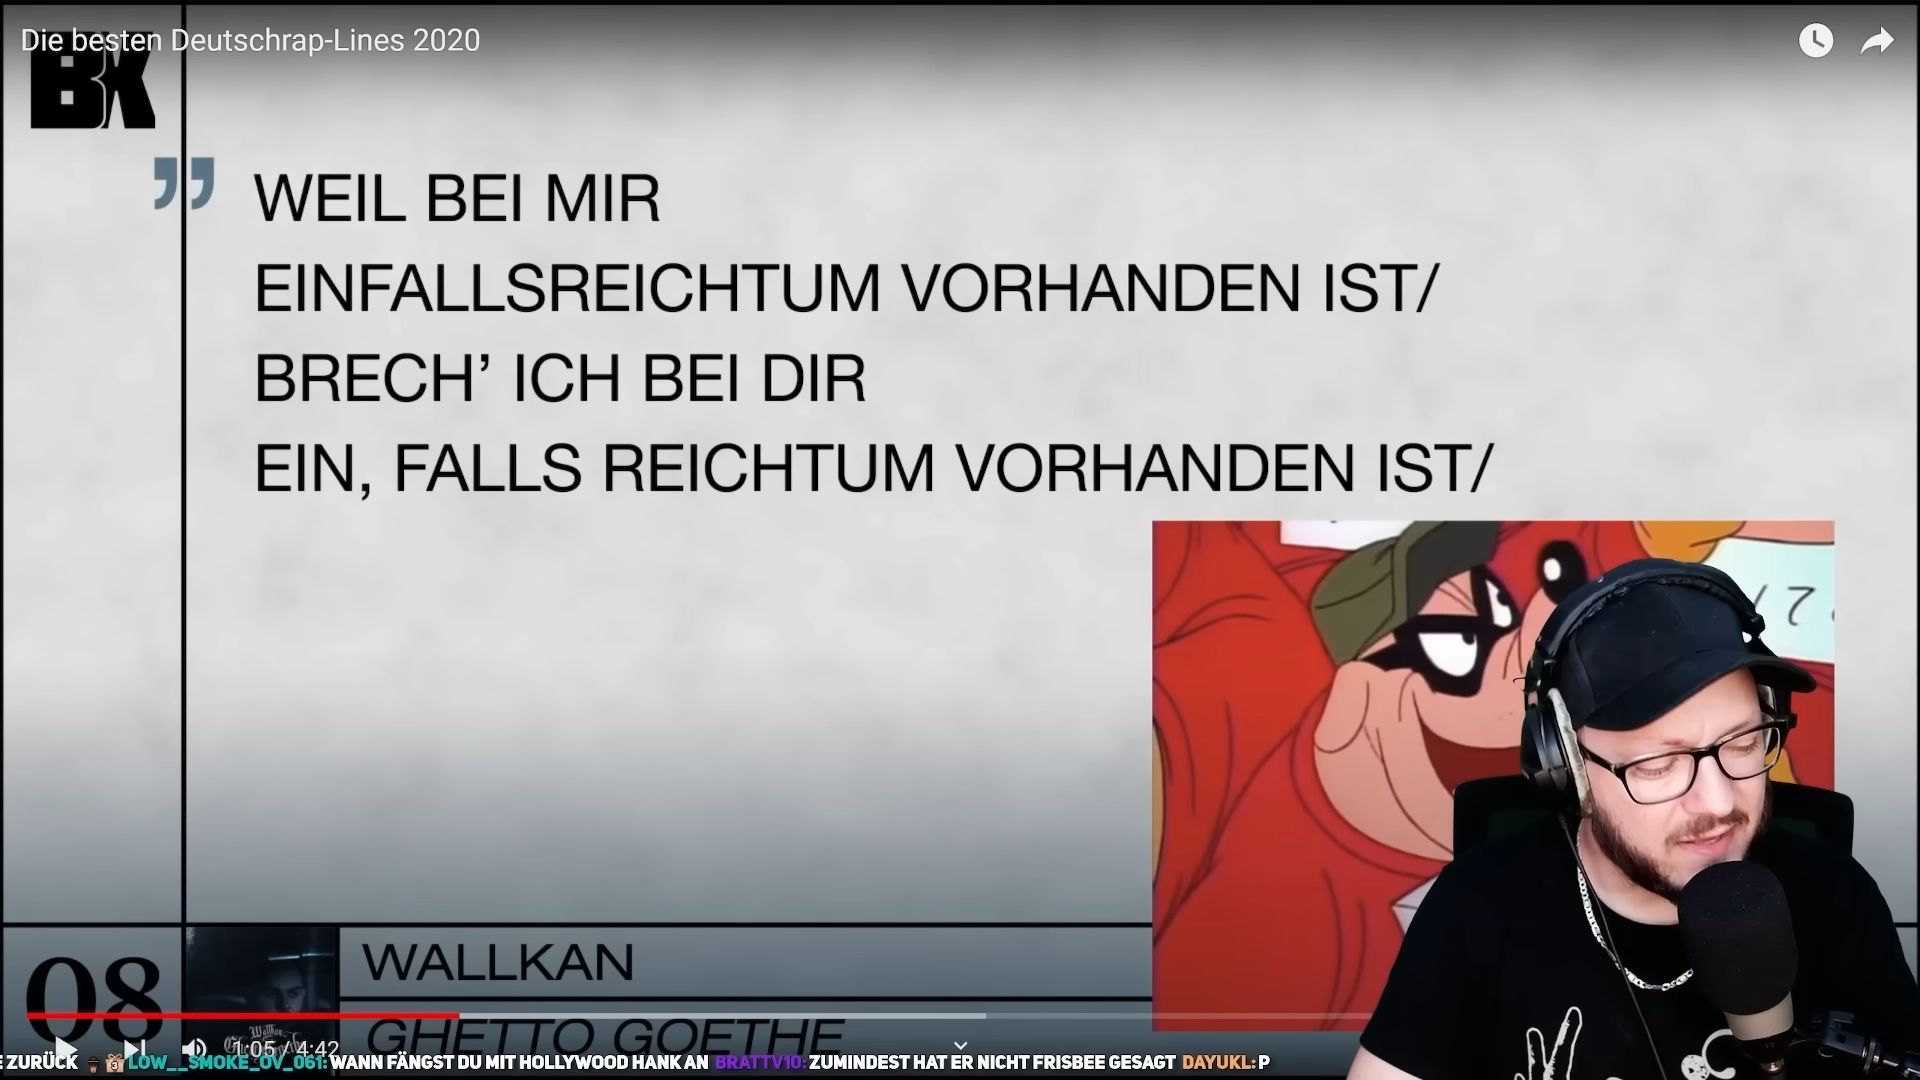 Die besten Deutschrap-Lines 2020
BK
”
WEIL BEI MIR
EINFALLSREICHTUM VORHANDEN IST/
BRECH’ ICH BEI DIR
EIN, FALLS REICHTUM VORHANDEN IST/
08
WALLKAN
GHETTO GOETHE
1:05 / 4:42
E ZURÜCK LOW__SMOKE_OV_061: WANN FÄNGST DU MIT HOLLYWOOD HANK AN BRATTV10: ZUMINDEST HAT ER NICHT FRISBEE GESAGT DAYUKL: P